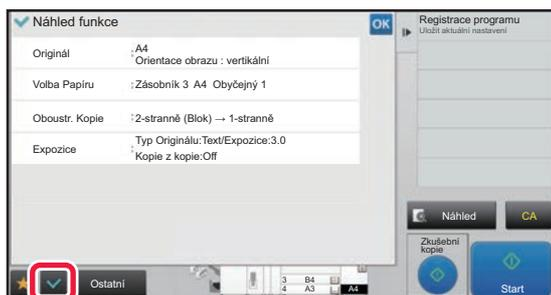 Náhled funkce
OK
Originál
:A4
Orientace obrazu : vertikální
Volba Papíru
:Zásobník 3 A4 Obyčejný 1
Oboustr. Kopie
:2-stranně (Blok) → 1-stranně
Expozice
:Typ Originálu:Text/Expozice:3.0
Kopie z kopie:Off
Ostatní
3 B4
4 A3
A4
Registrace programu
Uložit aktuální nastavení
Náhled
CA
Zkušební
kopie
Start